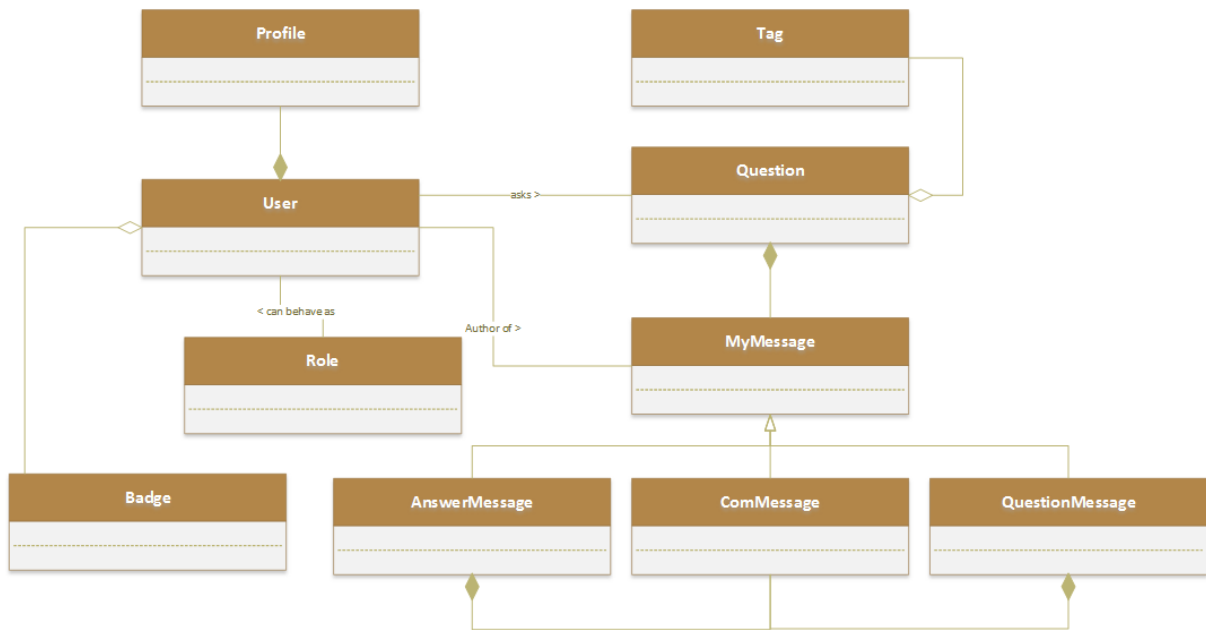 Profile
Tag
Question
User
asks >
< can behave as
Author of >
MyMessage
Role
Badge
AnswerMessage
ComMessage
QuestionMessage